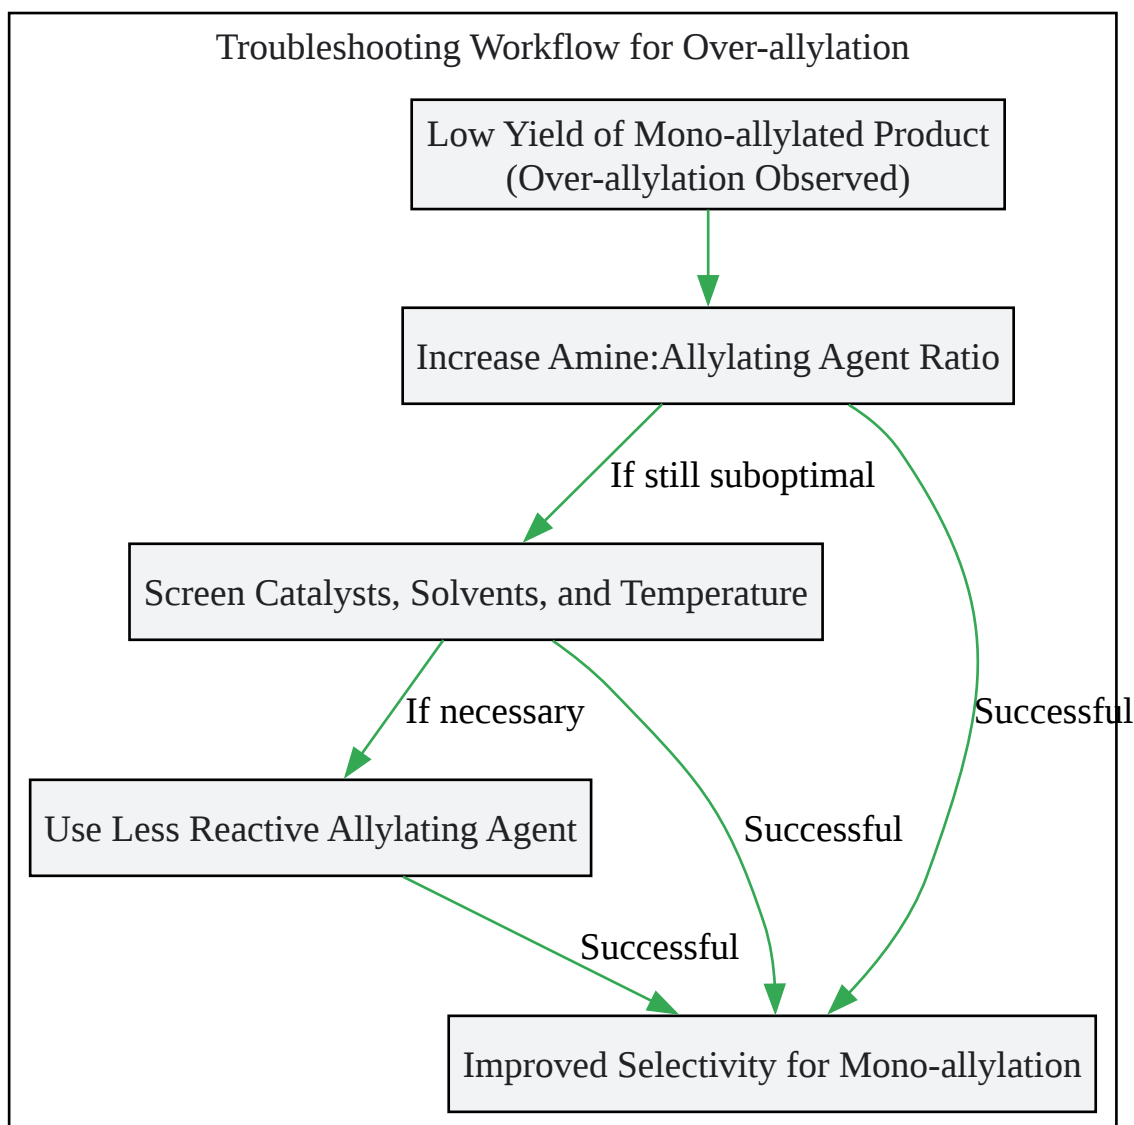 Troubleshooting Workflow for Over-allylation
Low Yield of Mono-allylated Product
(Over-allylation Observed)
Increase Amine:Allylating Agent Ratio
If still suboptimal
Screen Catalysts, Solvents, and Temperature
If necessary
Successful
Use Less Reactive Allylating Agent
Successful
Successful
Improved Selectivity for Mono-allylation